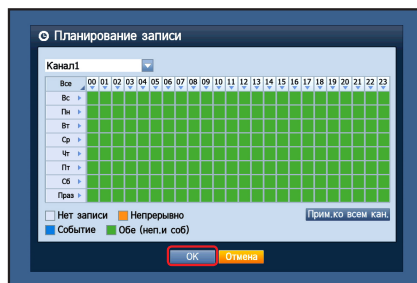 Планирование записи
Канал1
Все 00 01 02 03 04 05 06 07 08 09 10 11 12 13 14 15 16 17 18 19 20 21 22 23
Вс
Пн
Вт
Ср
Чт
Пт
Сб
Праз
Нет записи Непрерывно Прим.ко всем кан.
Событие Обе (неп.и соб)
OK Отмена